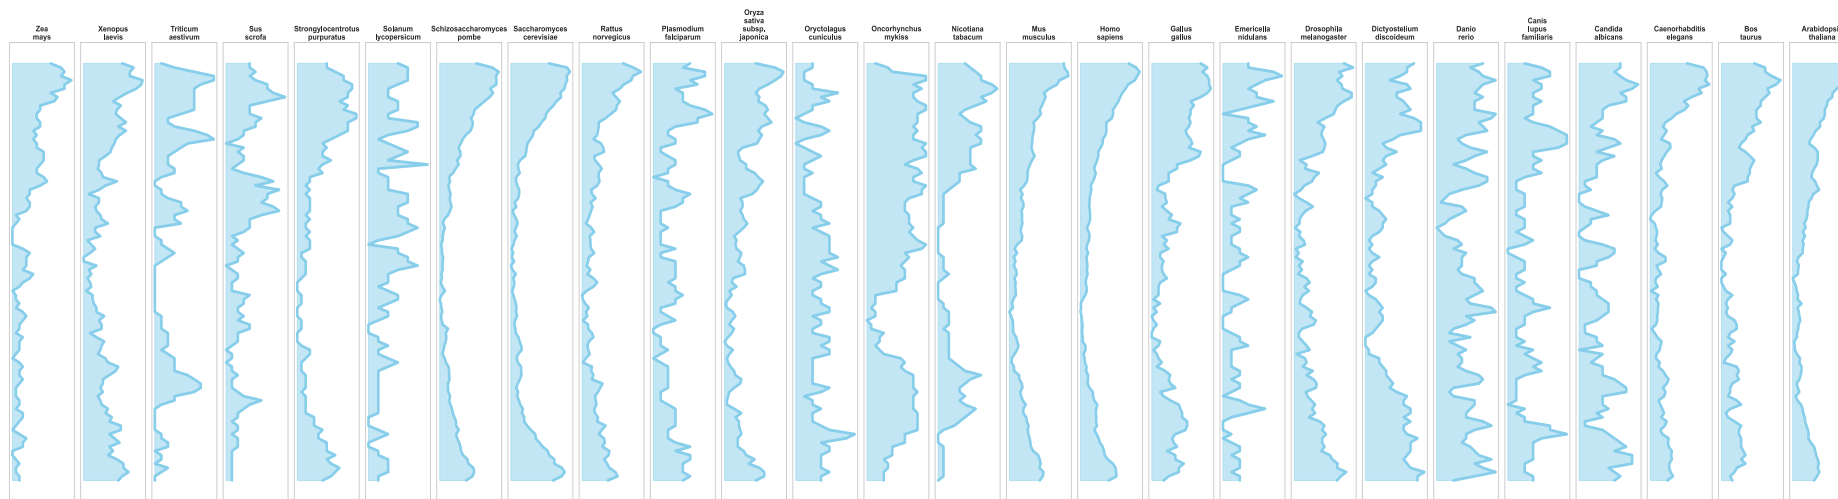 Zea
mays
Xenopus
laevis
Triticum
aestivum
Sus
scrofa
Strongylocentrotus
purpuratus
Solanum
lycopersicum
Schizosaccharomyces
pombe
Saccharomyces
cerevisiae
Rattus
norvegicus
Plasmodium
falciparum
Oryza
sativa
subsp,
japonica
Oryctolagus
cuniculus
Oncorhynchus
mykiss
Nicotiana
tabacum
Mus
musculus
Homo
sapiens
Gallus
gallus
Emericella
nidulans
Drosophila
melanogaster
Dictyostelium
discoideum
Danio
rerio
Canis
lupus
familiaris
Candida
albicans
Caenorhabditis
elegans
Bos
taurus
Arabidopsi
thaliana